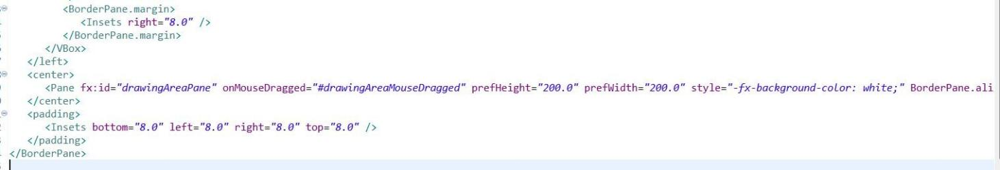 <BorderPane.margin>
<Insets right="8.0" />
</BorderPane.margin>
</VBox>
</left>
<center>
<Pane fx:id="drawingAreaPane" onMouseDragged="#drawingAreaMouseDragged" prefHeight="200.0" prefWidth="200.0" style="-fx-background-color: white;" BorderPane.ali
</center>
<padding>
<Insets bottom="8.0" left="8.0" right="8.0" top="8.0" />
</padding>
</BorderPane>